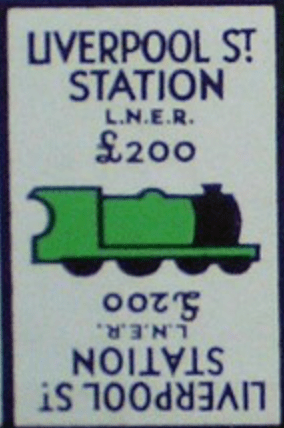 LIVERPOOL ST.
STATION
L.N.E.R.
£200
£200
L.N.E.R.
LIVERPOOL ST.
STATION